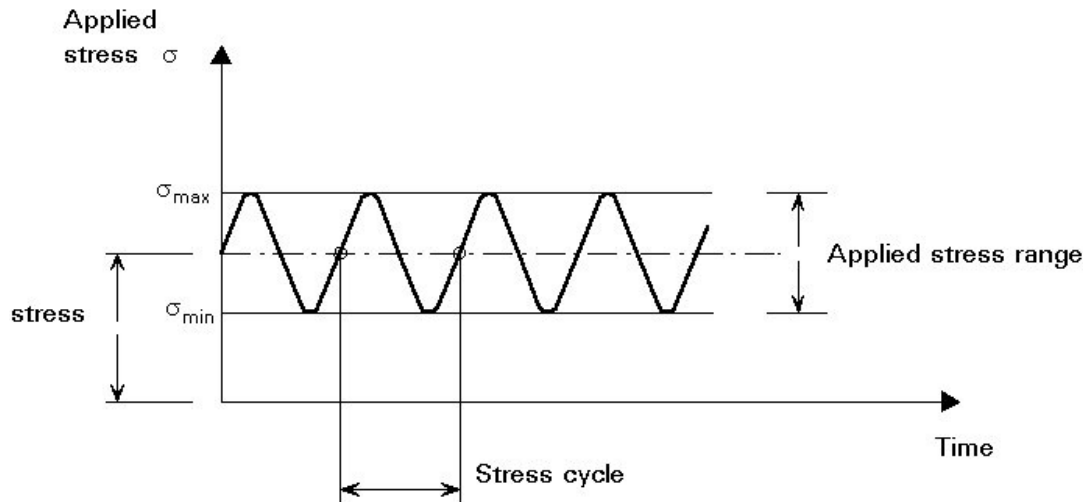 Applied
stress σ
σmax
Applied stress range
stress
σmin
Time
Stress cycle